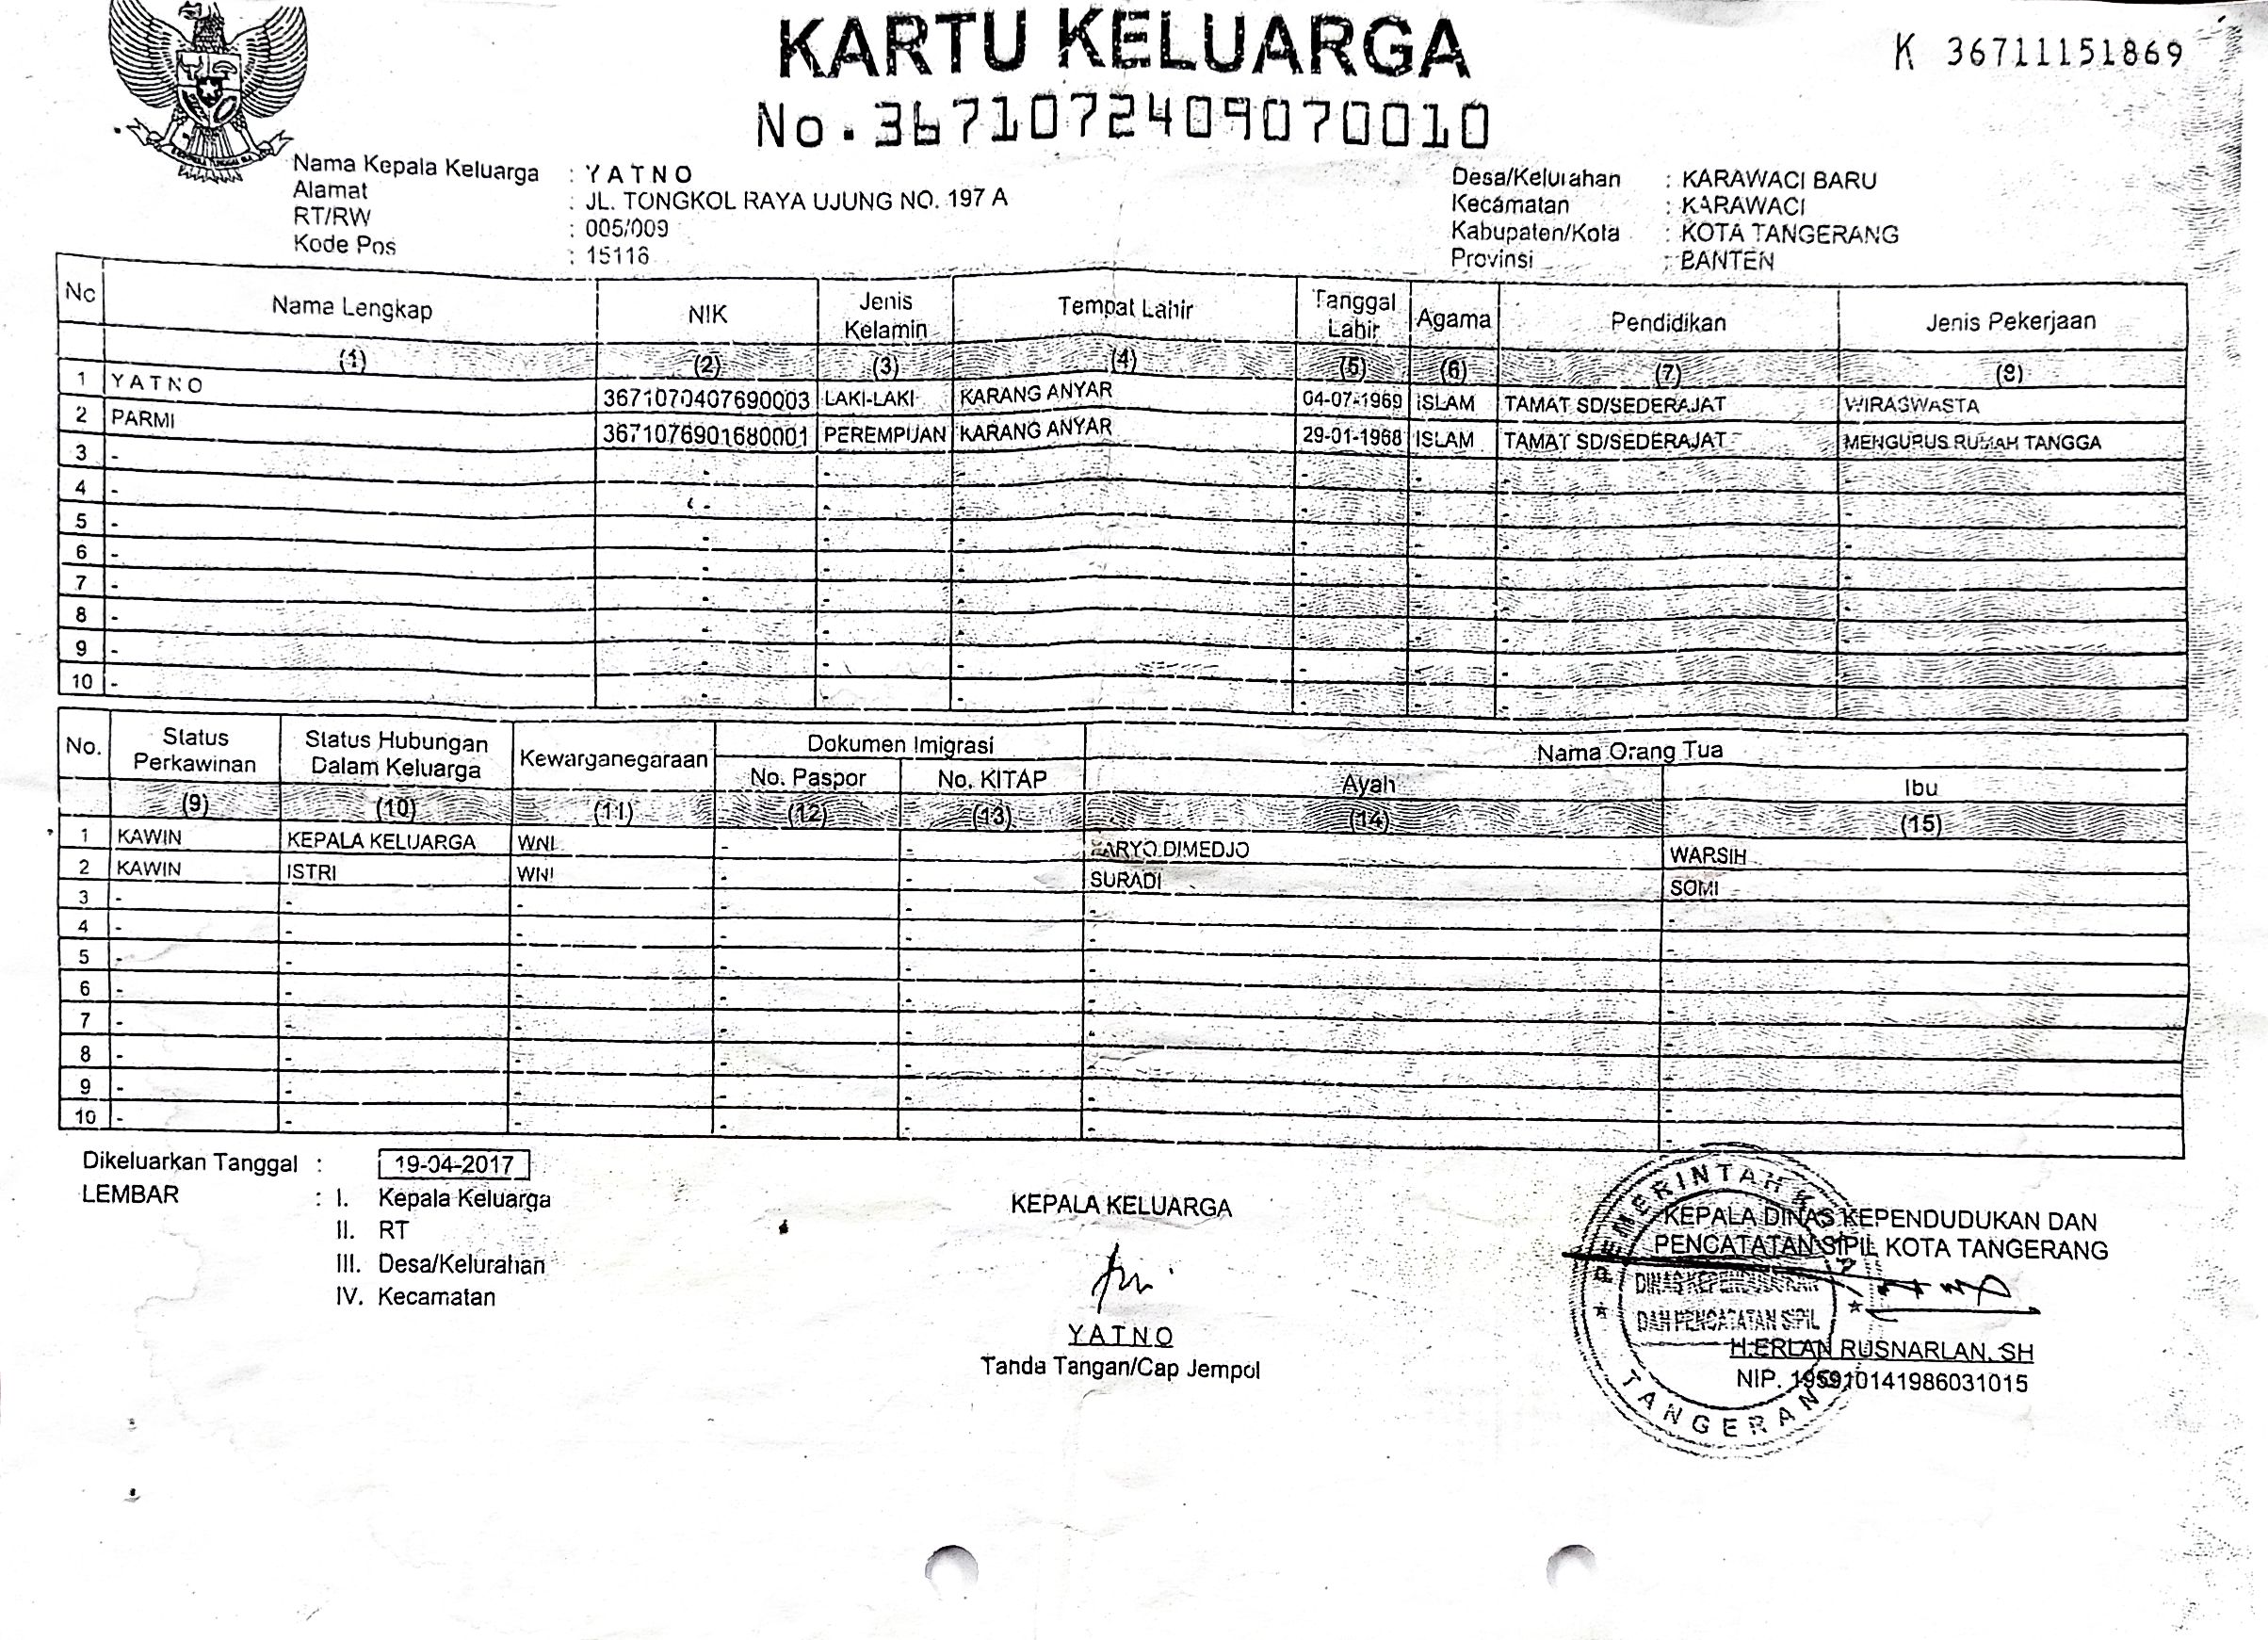 KARTU KELUARGA
K 36711151869
No. 3671072409070010
Nama Kepala Keluarga : YATNO
Alamat : JL. TONGKOL RAYA UJUNG NO. 197 A
RT/RW : 005/009
Kode Pos : 15116
Desa/Kelurahan : KARAWACI BARU
Kecamatan : KARAWACI
Kabupaten/Kota : KOTA TANGERANG
Provinsi : BANTEN
No Nama Lengkap NIK Jenis Kelamin Tempat Lahir Tanggal Lahir Agama Pendidikan Jenis Pekerjaan
(1) (2) (3) (4) (5) (6) (7) (8)
1 YATNO 3671070407690003 LAKI-LAKI KARANG ANYAR 04-07-1969 ISLAM TAMAT SD/SEDERAJAT WIRASWASTA
2 PARMI 3671076901680001 PEREMPUAN KARANG ANYAR 29-01-1968 ISLAM TAMAT SD/SEDERAJAT MENGURUS RUMAH TANGGA
3 - - - - - - - -
4 - - - - - - - -
5 - - - - - - - -
6 - - - - - - - -
7 - - - - - - - -
8 - - - - - - - -
9 - - - - - - - -
10 - - - - - - - -
No. Status Perkawinan Status Hubungan Dalam Keluarga Kewarganegaraan Dokumen Imigrasi Nama Orang Tua
No. Paspor No. KITAP Ayah Ibu
(9) (10) (11) (12) (13) (14) (15)
1 KAWIN KEPALA KELUARGA WNI - - KARYO DIMEDJO WARSIH
2 KAWIN ISTRI WNI - - SURADI SOMI
3 - - - - - - -
4 - - - - - - -
5 - - - - - - -
6 - - - - - - -
7 - - - - - - -
8 - - - - - - -
9 - - - - - - -
10 - - - - - - -
Dikeluarkan Tanggal : 19-04-2017
LEMBAR : I. Kepala Keluarga
II. RT
III. Desa/Kelurahan
IV. Kecamatan
KEPALA KELUARGA
YATNO
Tanda Tangan/Cap Jempol
KEPALA DINAS KEPENDUDUKAN DAN
PENCATATAN SIPIL KOTA TANGERANG
PEMERINTAH
DINAS KEPENDUDUKAN
DAN PENCATATAN SIPIL
TANGERANG
H.ERLAN RUSNARLAN, SH
NIP. 195910141986031015